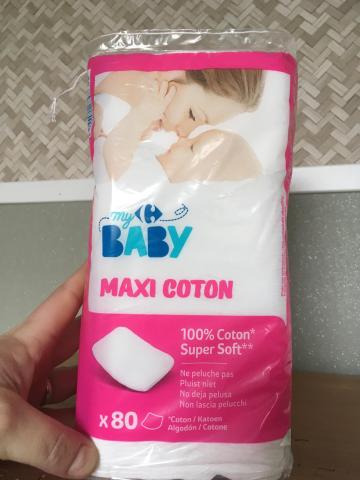 my
BABY
MAXI COTON
100% Coton*
Super Soft**
Ne peluche pas
Pluist niet
No deja pelusa
Non lascia pelucchi
x80
*Coton / Katoen
Algodón / Cotone